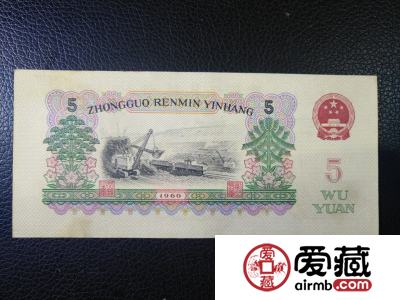 ZHONGGUO RENMIN YINHANG
5
5
5
WU
YUAN
1960
爱藏
airmb.com